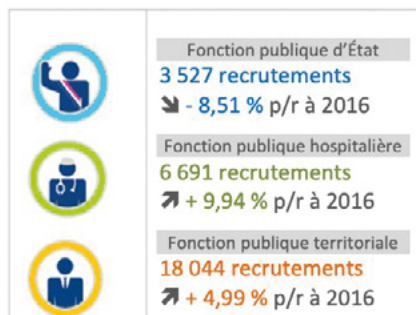 Fonction publique d'État
3 527 recrutements
➘ - 8,51 % p/r à 2016
Fonction publique hospitalière
6 691 recrutements
➚ + 9,94 % p/r à 2016
Fonction publique territoriale
18 044 recrutements
➚ + 4,99 % p/r à 2016